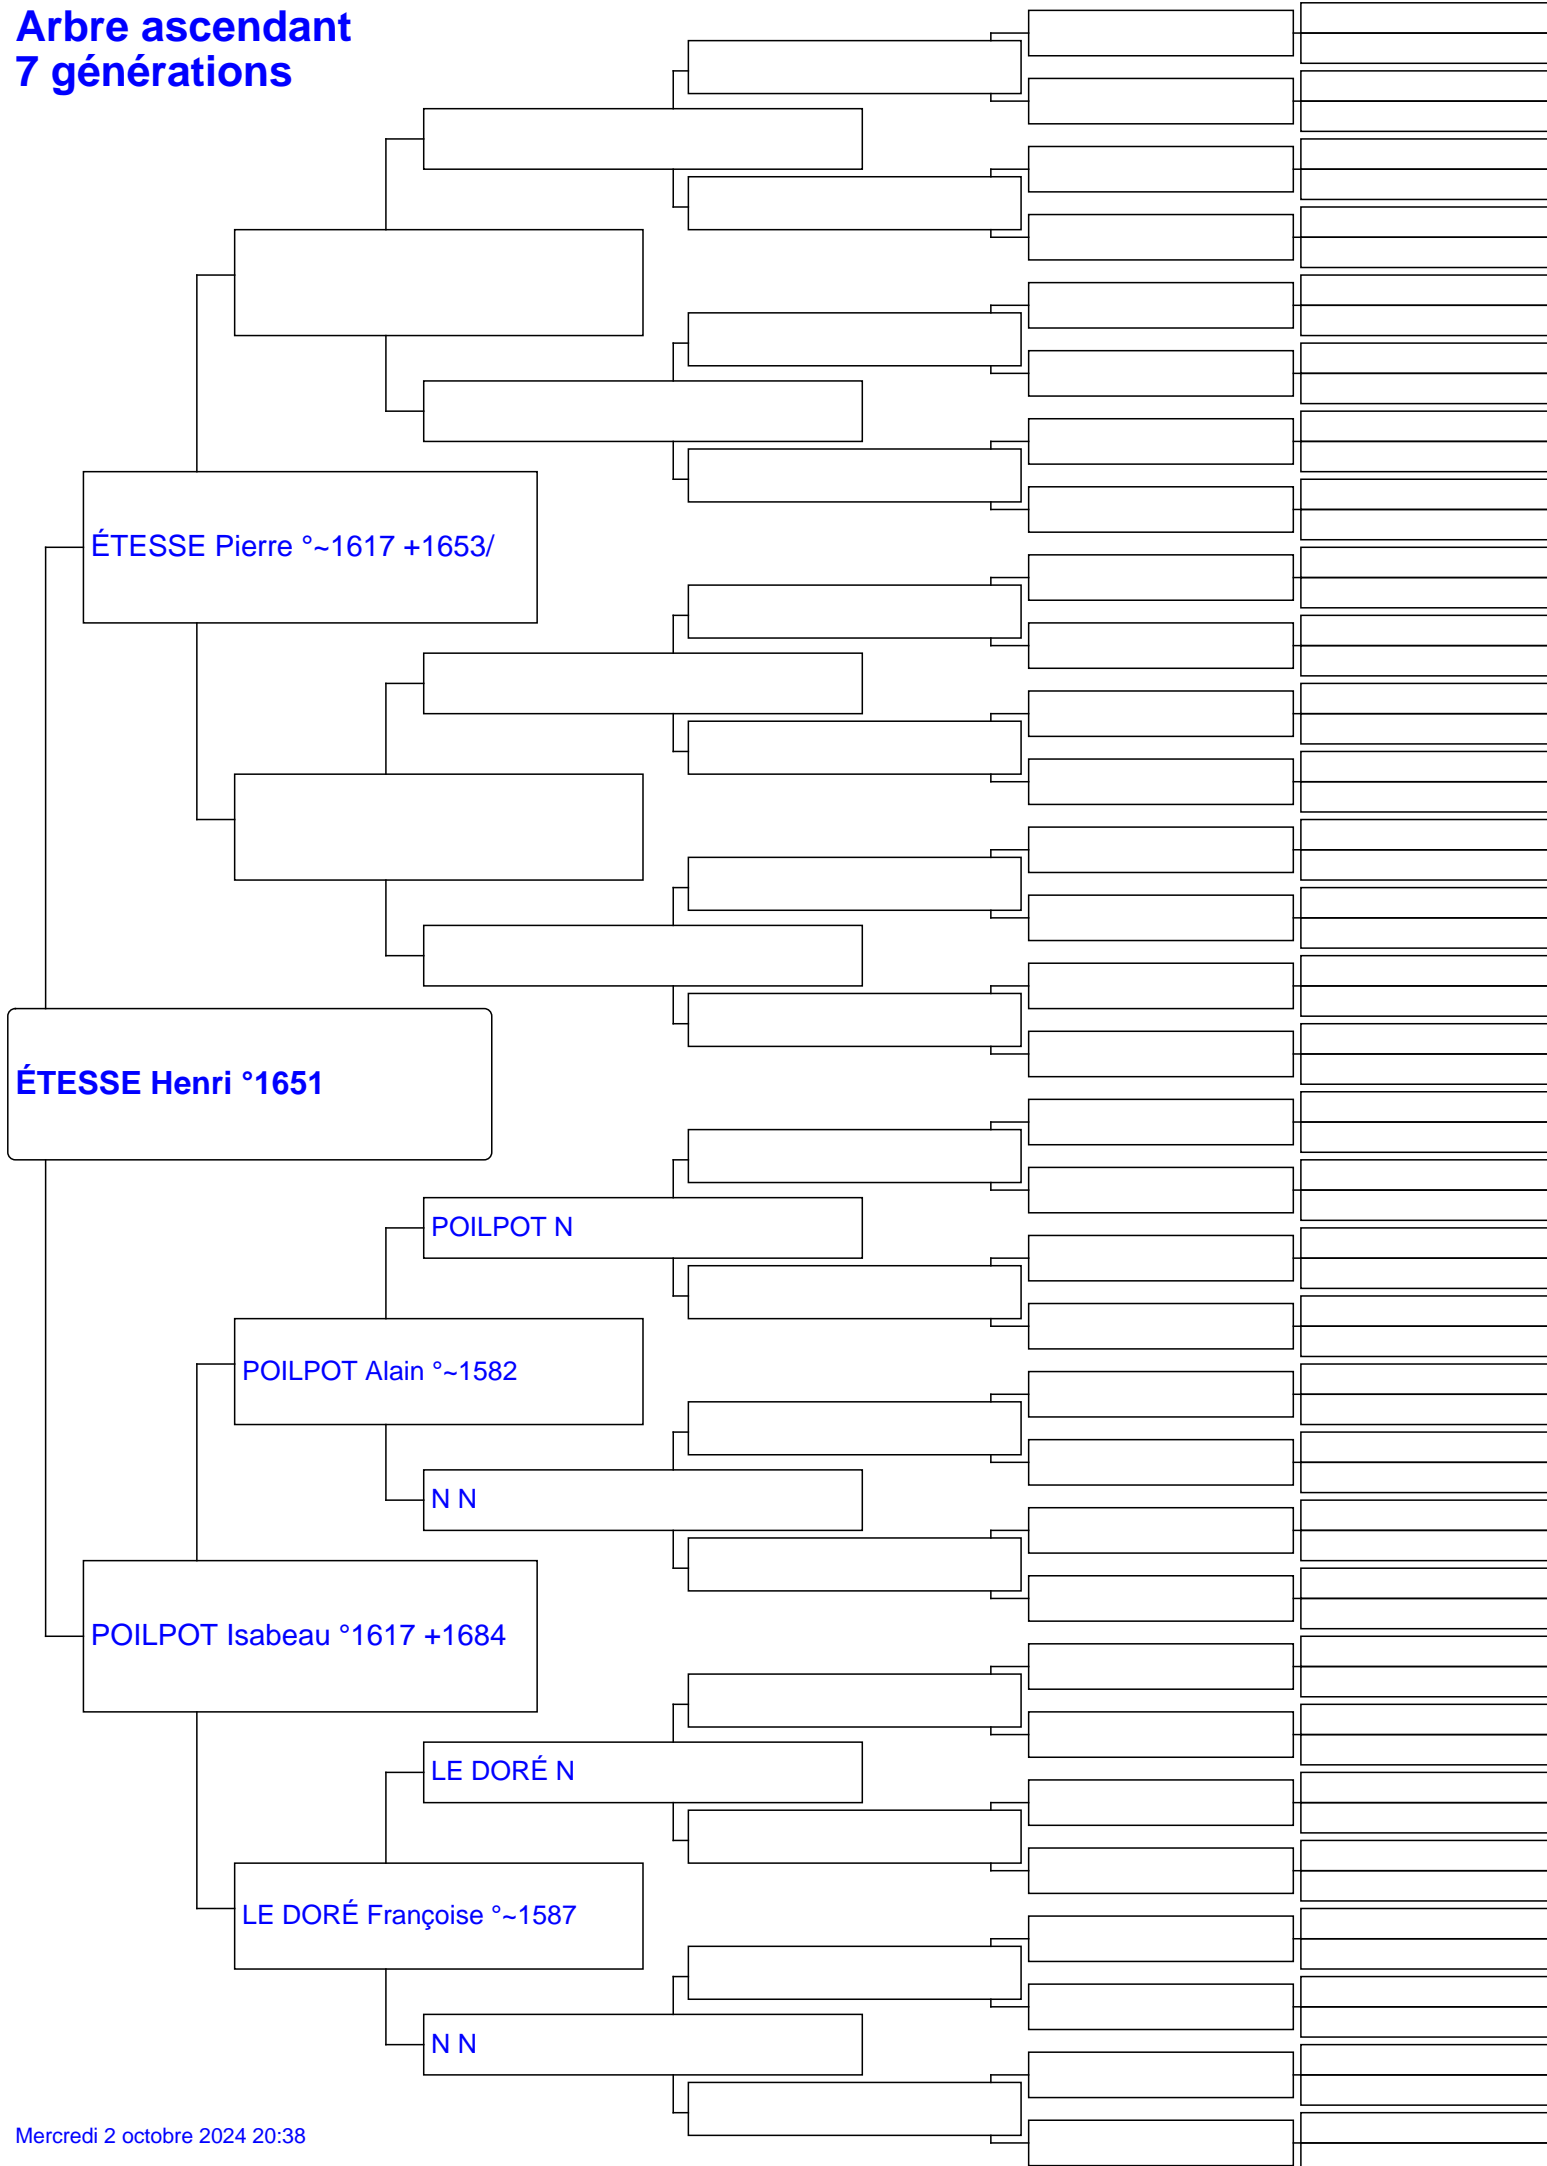 Arbre ascendant
7 générations
ÉTESSE Pierre °~1617 +1653/
ÉTESSE Henri °1651
POILPOT N
POILPOT Alain °~1582
N N
POILPOT Isabeau °1617 +1684
LE DORÉ N
LE DORÉ Françoise °~1587
N N
Mercredi 2 octobre 2024 20:38